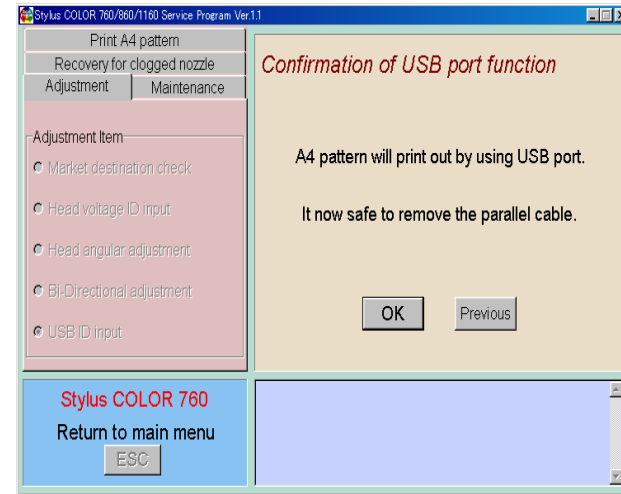 Stylus COLOR 760/860/1160 Service Program Ver.1.1
Print A4 pattern
Recovery for clogged nozzle
Adjustment Maintenance
Adjustment Item
Market destination check
Head voltage ID input
Head angular adjustment
Bi-Directional adjustment
USB ID input
Confirmation of USB port function
A4 pattern will print out by using USB port.
It now safe to remove the parallel cable.
OK Previous
Stylus COLOR 760
Return to main menu
ESC